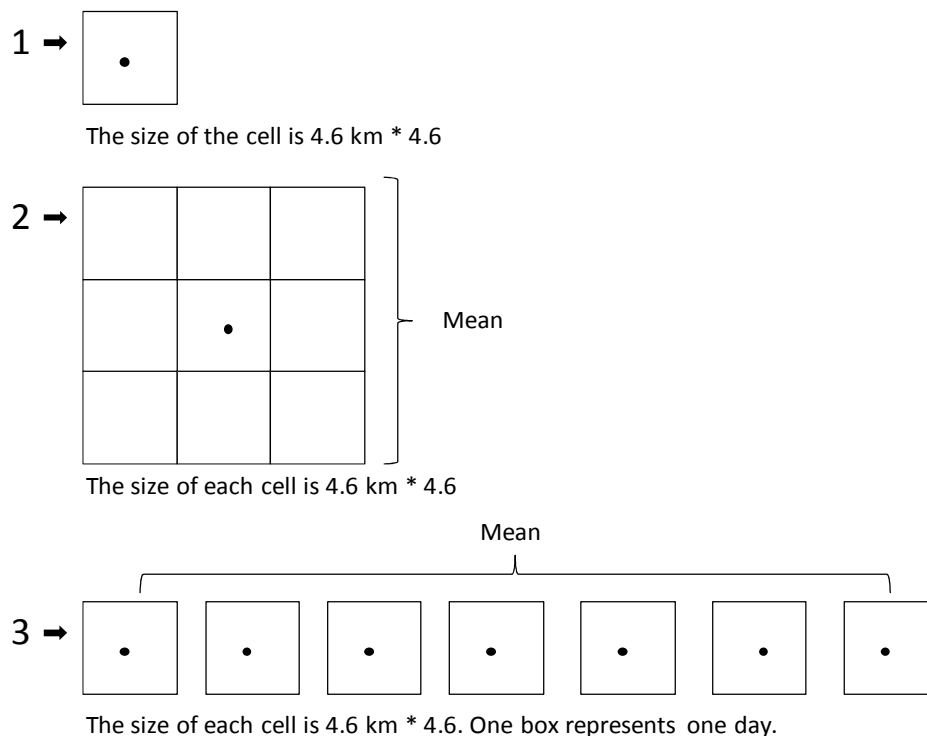 1 ➡
The size of the cell is 4.6 km * 4.6
2 ➡
Mean
The size of each cell is 4.6 km * 4.6
Mean
3 ➡
The size of each cell is 4.6 km * 4.6. One box represents one day.